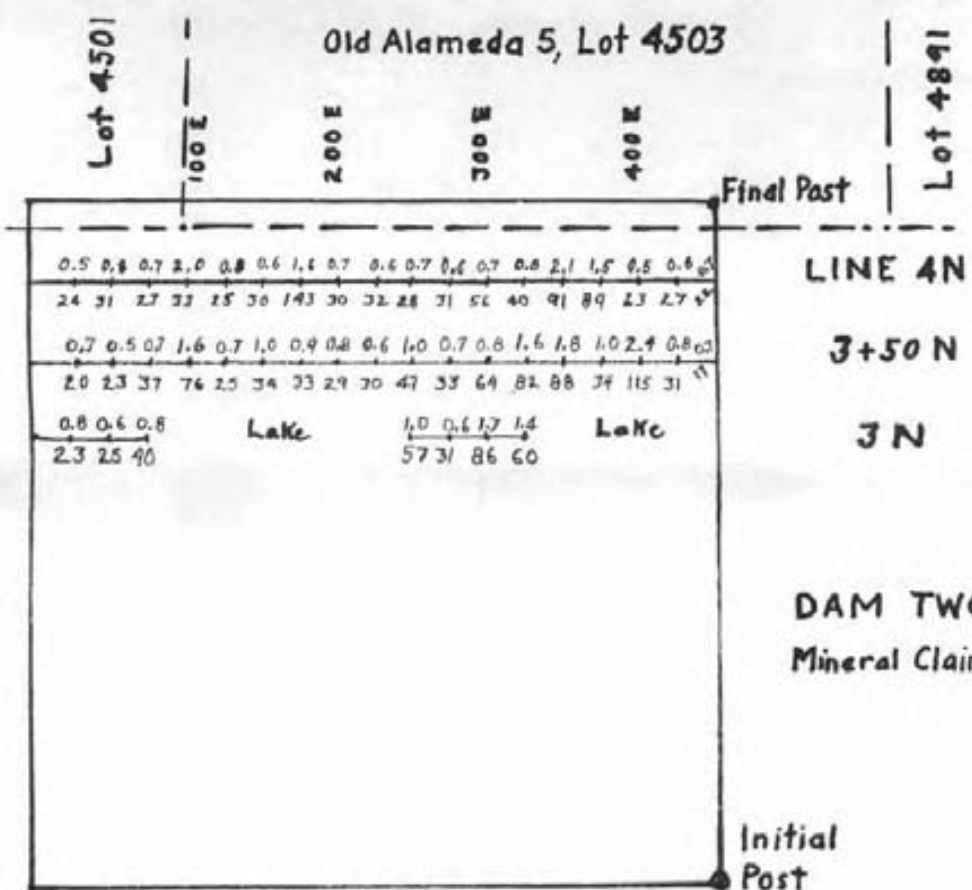 Old Alameda 5, Lot 4503
Lot 4501
Lot 4891
100 E
200 E
300 E
400 E
Final Post
0.5 0.8 0.7 2.0 0.8 0.6 1.6 0.7 0.6 0.7 0.6 0.7 0.8 2.1 1.5 0.5 0.6
LINE 4N
24 31 27 33 25 30 143 30 32 28 31 56 40 91 89 23 27
0.7 0.5 0.7 1.6 0.7 1.0 0.9 0.8 0.6 1.0 0.7 0.8 1.6 1.8 1.0 2.4 0.8
3+50 N
20 23 37 76 25 34 33 29 30 47 33 64 82 88 34 115 31 17
0.8 0.6 0.8 Lake 1.0 0.6 1.7 1.4 Lake
3 N
23 25 40 57 31 86 60
DAM TWO
Mineral Claim
Initial
Post